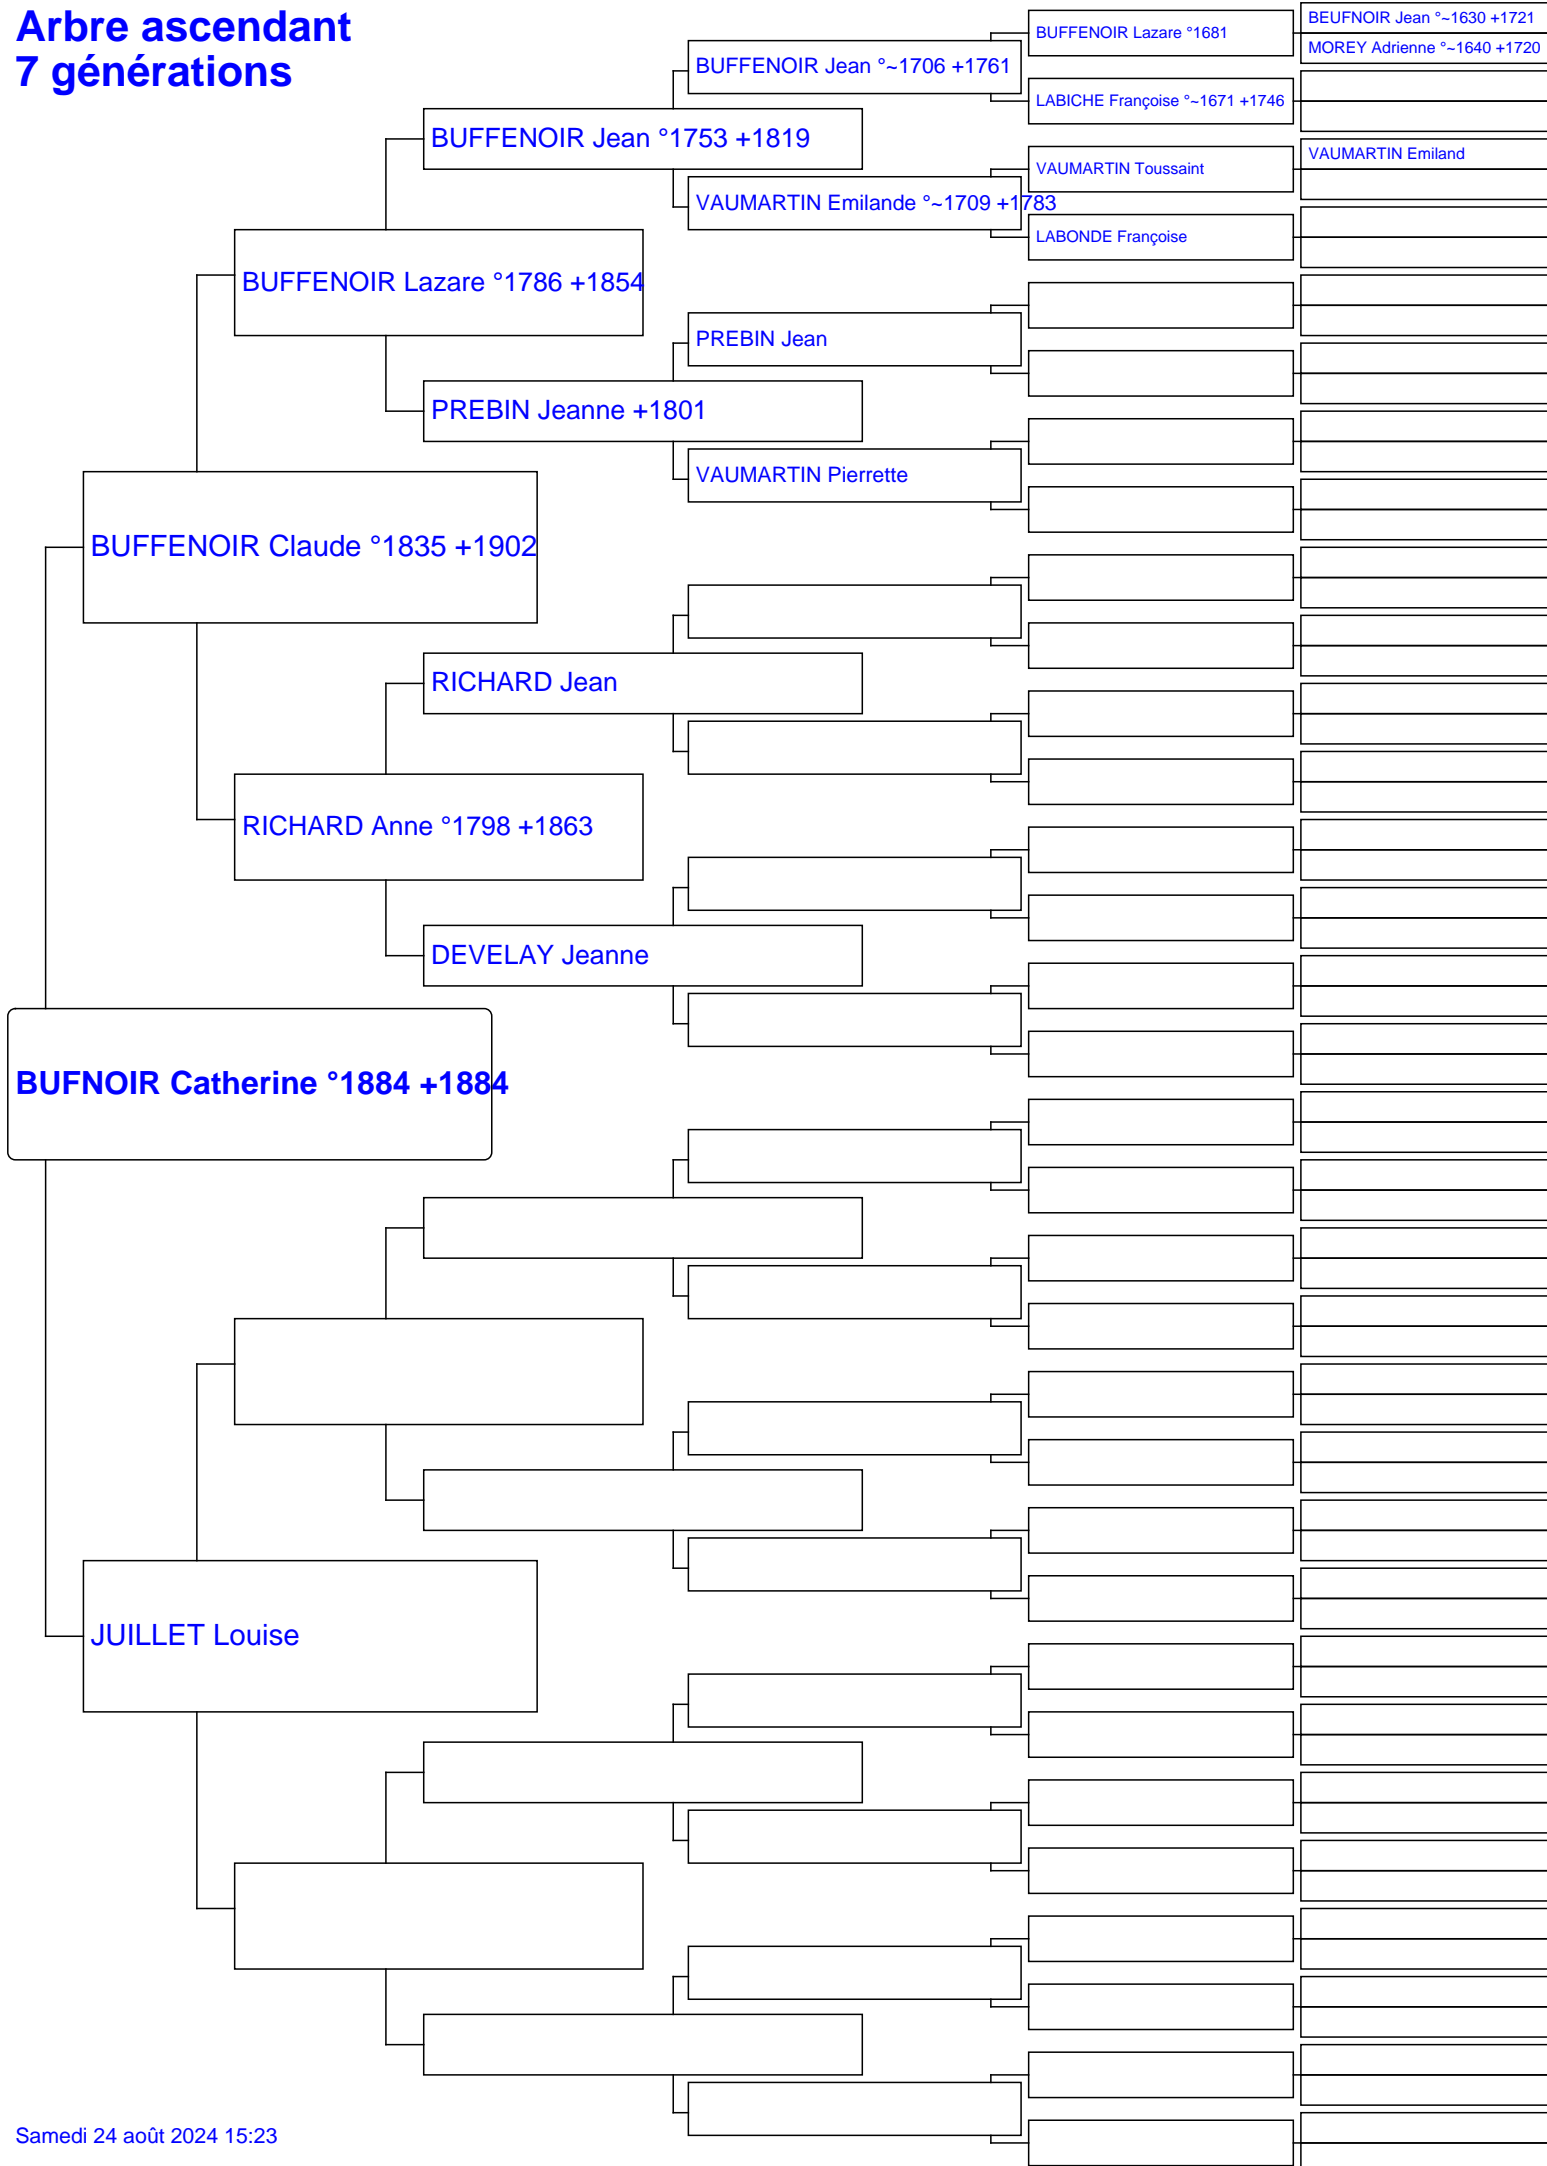 Arbre ascendant
7 générations
BUFFENOIR Lazare °1681
BEUFNOIR Jean °~1630 +1721
MOREY Adrienne °~1640 +1720
BUFFENOIR Jean °~1706 +1761
LABICHE Françoise °~1671 +1746
BUFFENOIR Jean °1753 +1819
VAUMARTIN Toussaint
VAUMARTIN Emiland
VAUMARTIN Emilande °~1709 +1783
LABONDE Françoise
BUFFENOIR Lazare °1786 +1854
PREBIN Jean
PREBIN Jeanne +1801
VAUMARTIN Pierrette
BUFFENOIR Claude °1835 +1902
RICHARD Jean
RICHARD Anne °1798 +1863
DEVELAY Jeanne
BUFNOIR Catherine °1884 +1884
JUILLET Louise
Samedi 24 août 2024 15:23